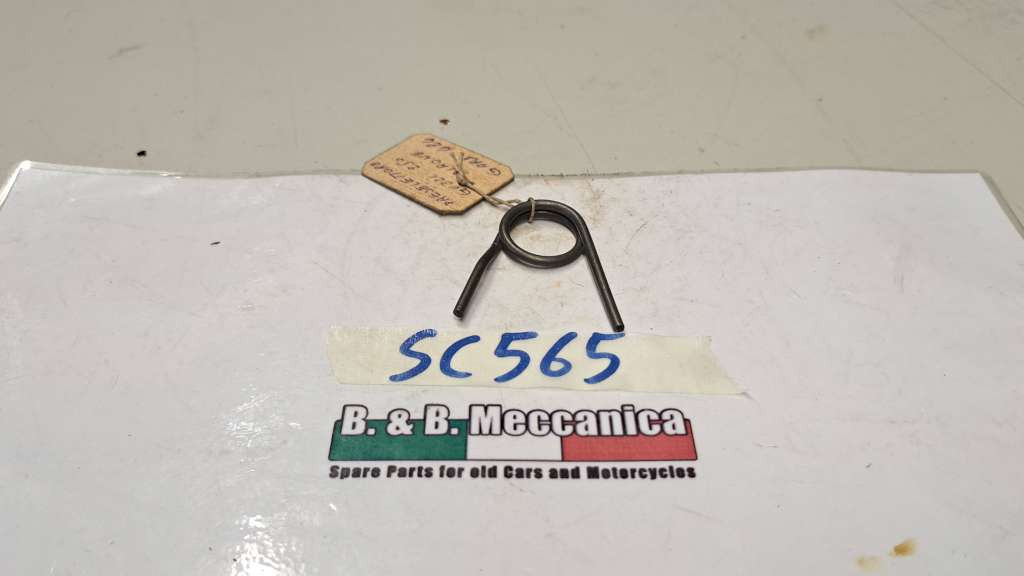 SC565
B. & B. Meccanica
Spare Parts for old Cars and Motorcycles